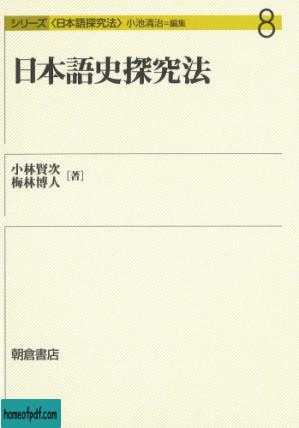 シリーズ〈日本語探究法〉小池清治=編集 8
日本語史探究法
小林賢次
梅林博人 [著]
朝倉書店
homeofpdf.com